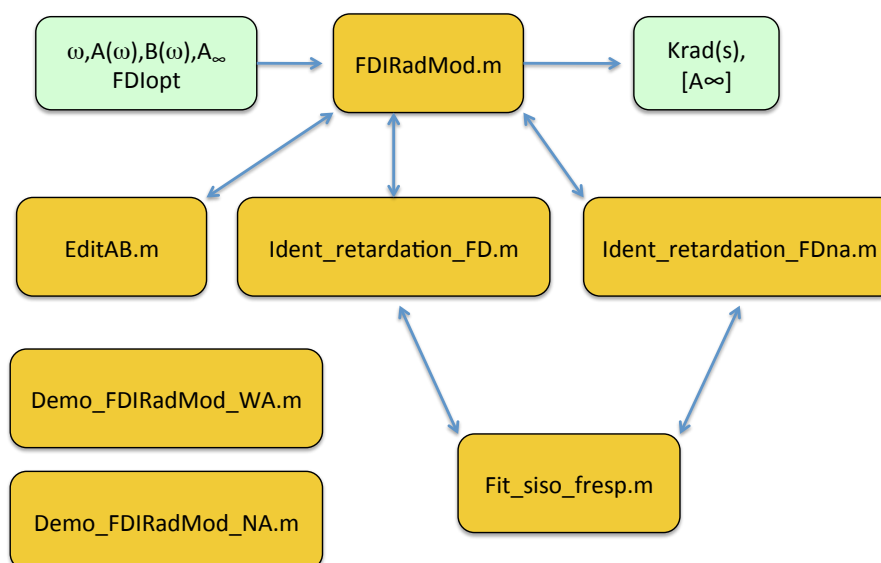 ω,A(ω),B(ω),A∞
FDIopt
FDIRadMod.m
Krad(s),
[A∞]
EditAB.m
Ident_retardation_FD.m
Ident_retardation_FDna.m
Demo_FDIRadMod_WA.m
Fit_siso_fresp.m
Demo_FDIRadMod_NA.m